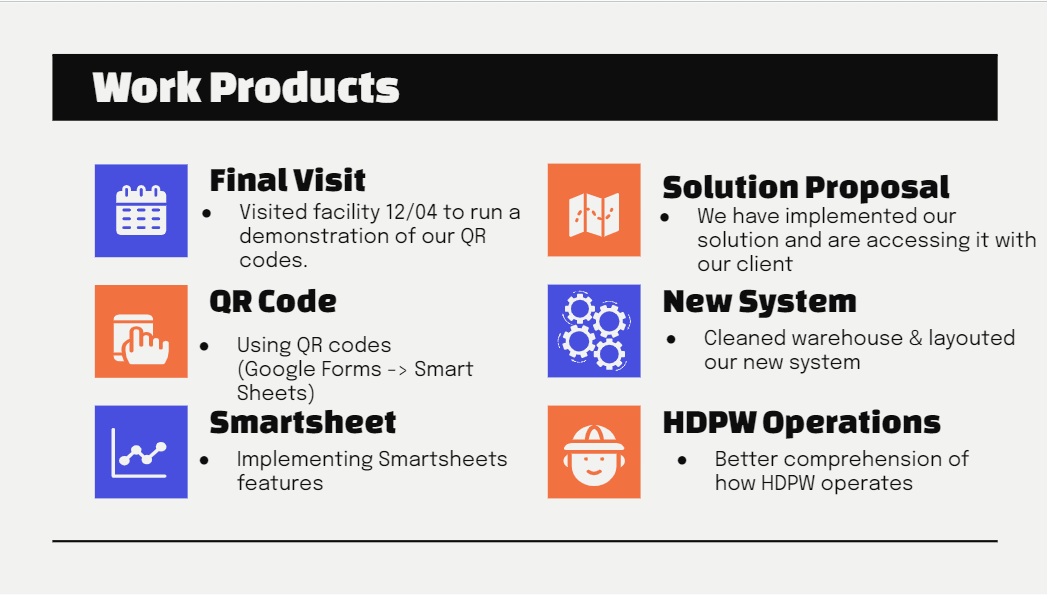 Work Products
Final Visit
● Visited facility 12/04 to run a
demonstration of our QR
codes.
QR Code
● Using QR codes
(Google Forms -> Smart
Sheets)
Smartsheet
● Implementing Smartsheets
features
Solution Proposal
● We have implemented our
solution and are accessing it with
our client
New System
● Cleaned warehouse & layouted
our new system
HDPW Operations
● Better comprehension of
how HDPW operates